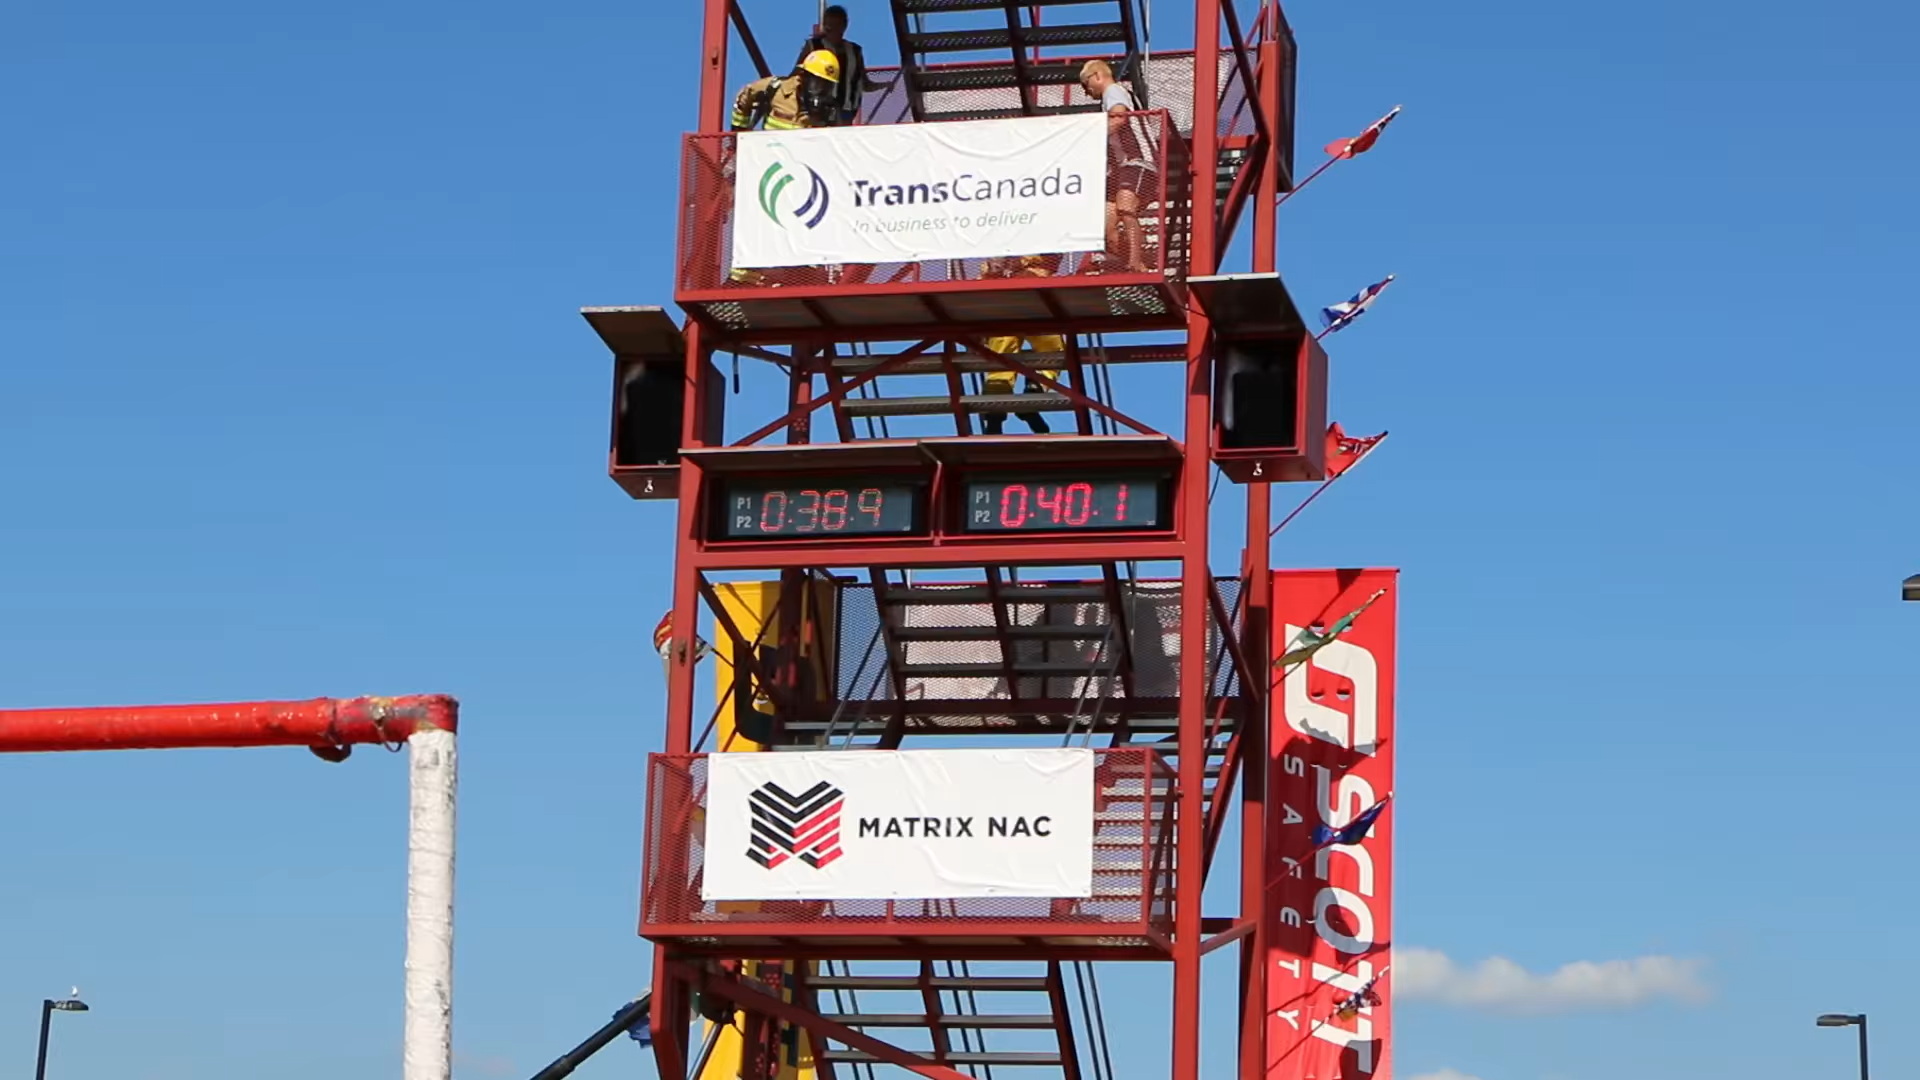 TransCanada
In business to deliver
P1
P2
0:38.9
P1
P2
0:40.1
MATRIX NAC
SCOTT
SAFETY